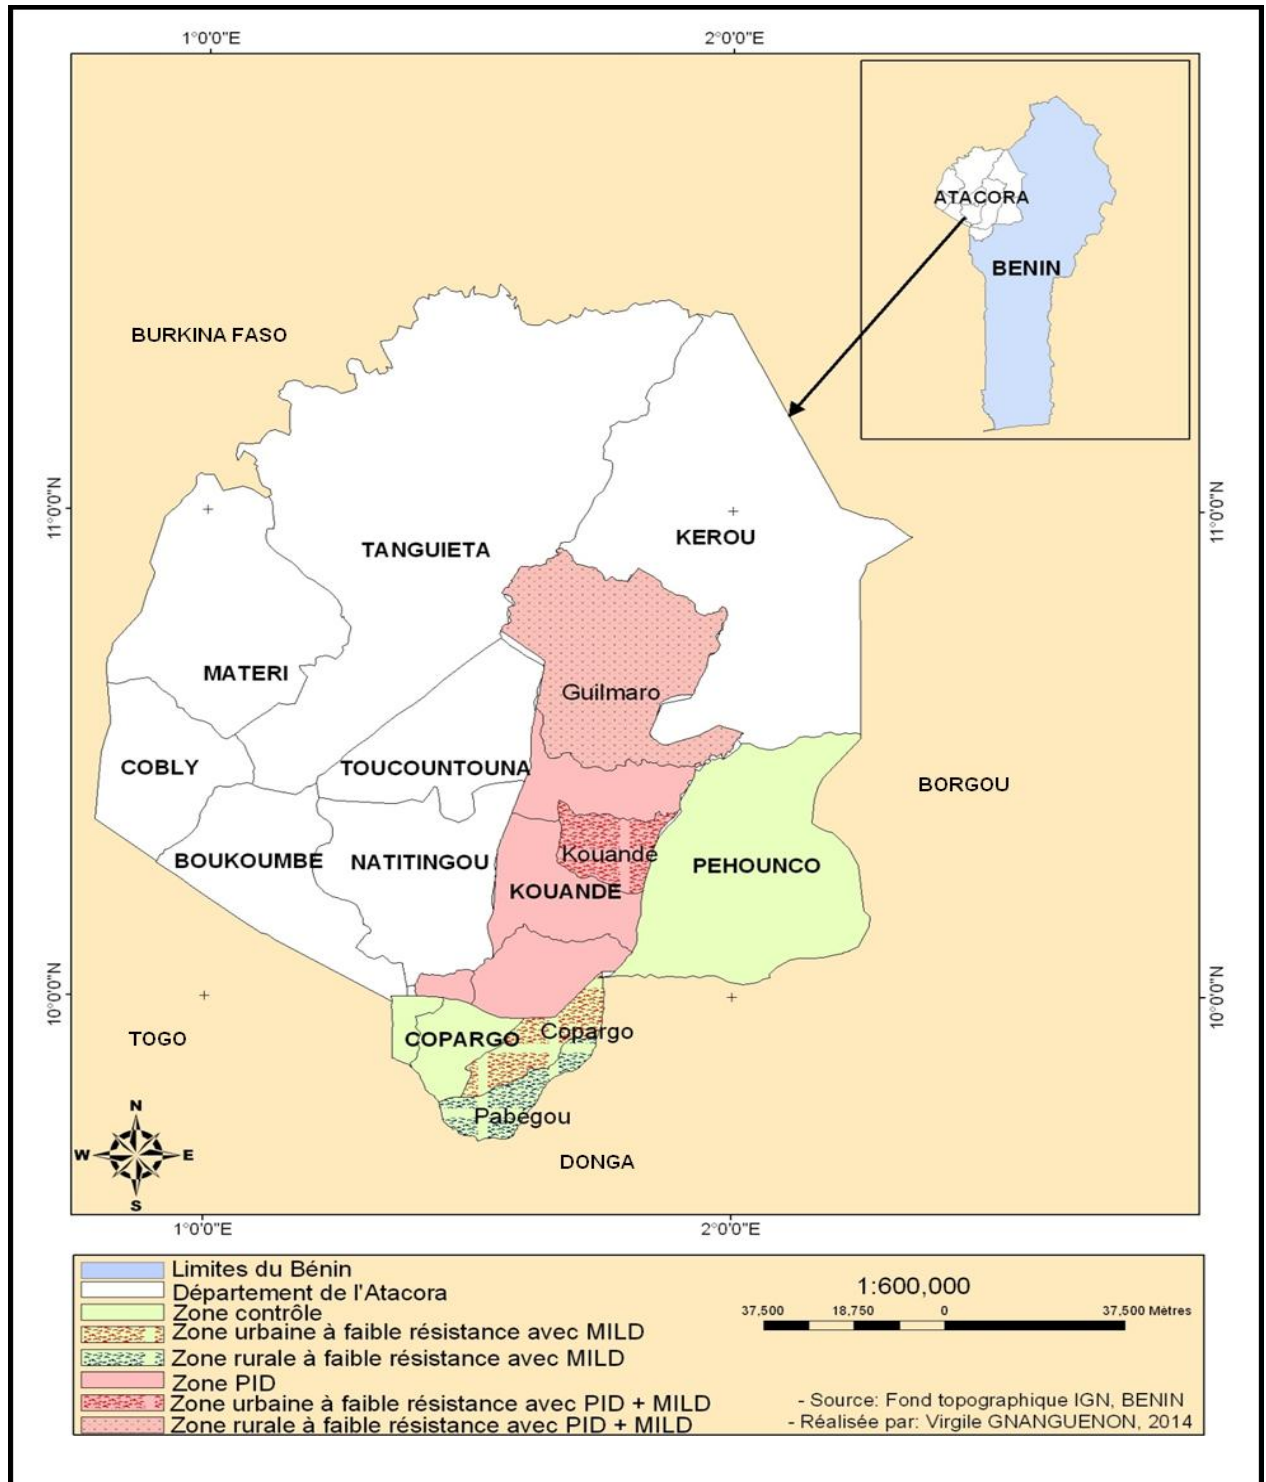 1°0'0"E
2°0'0"E
ATACORA
BENIN
BURKINA FASO
11°0'0"N
11°0'0"N
KEROU
TANGUIETA
MATERI
Guilmaro
COBLY
TOUCOUNTOUNA
BORGOU
BOUKOUMBE
NATITINGOU
Kouandé
PEHOUNCO
KOUANDE
10°0'0"N
10°0'0"N
TOGO
COPARGO
Copargo
Pabégou
N
W
E
S
DONGA
1°0'0"E
2°0'0"E
Limites du Bénin
Département de l'Atacora
Zone contrôle
Zone urbaine à faible résistance avec MILD
Zone rurale à faible résistance avec MILD
Zone PID
Zone urbaine à faible résistance avec PID + MILD
Zone rurale à faible résistance avec PID + MILD
1:600,000
37,500 18,750 0 37,500 Mètres
- Source: Fond topographique IGN, BENIN
- Réalisée par: Virgile GNANGUENON, 2014